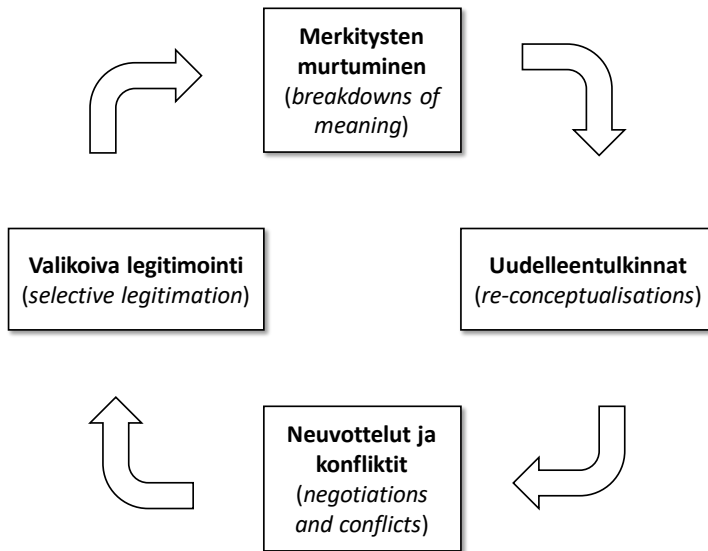 Merkitysten
murtuminen
(breakdowns of
meaning)
Valikoiva legitimointi
(selective legitimation)
Uudelleentulkinnat
(re-conceptualisations)
Neuvottelut ja
konfliktit
(negotiations
and conflicts)